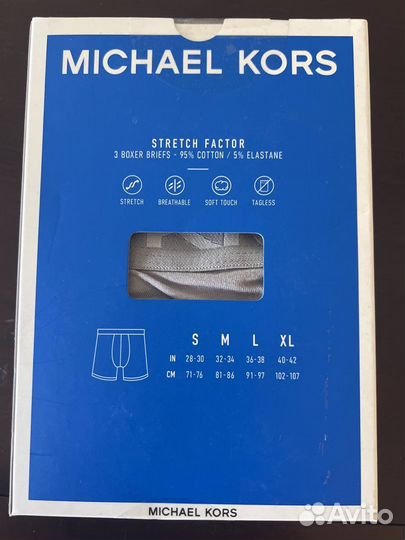 MICHAEL KORS
STRETCH FACTOR
3 BOXER BRIEFS - 95% COTTON / 5% ELASTANE
STRETCH BREATHABLE SOFT TOUCH TAGLESS
S M L XL
IN 28-30 32-34 36-38 40-42
CM 71-76 81-86 91-97 102-107
MICHAEL KORS
Avito